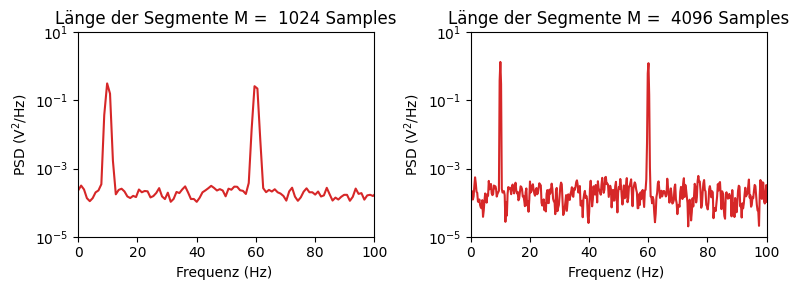 Länge der Segmente M =  1024 Samples
10^1
10^-1
10^-3
10^-5
PSD (V^2/Hz)
0 20 40 60 80 100
Frequenz (Hz)
Länge der Segmente M =  4096 Samples
10^1
10^-1
10^-3
10^-5
PSD (V^2/Hz)
0 20 40 60 80 100
Frequenz (Hz)